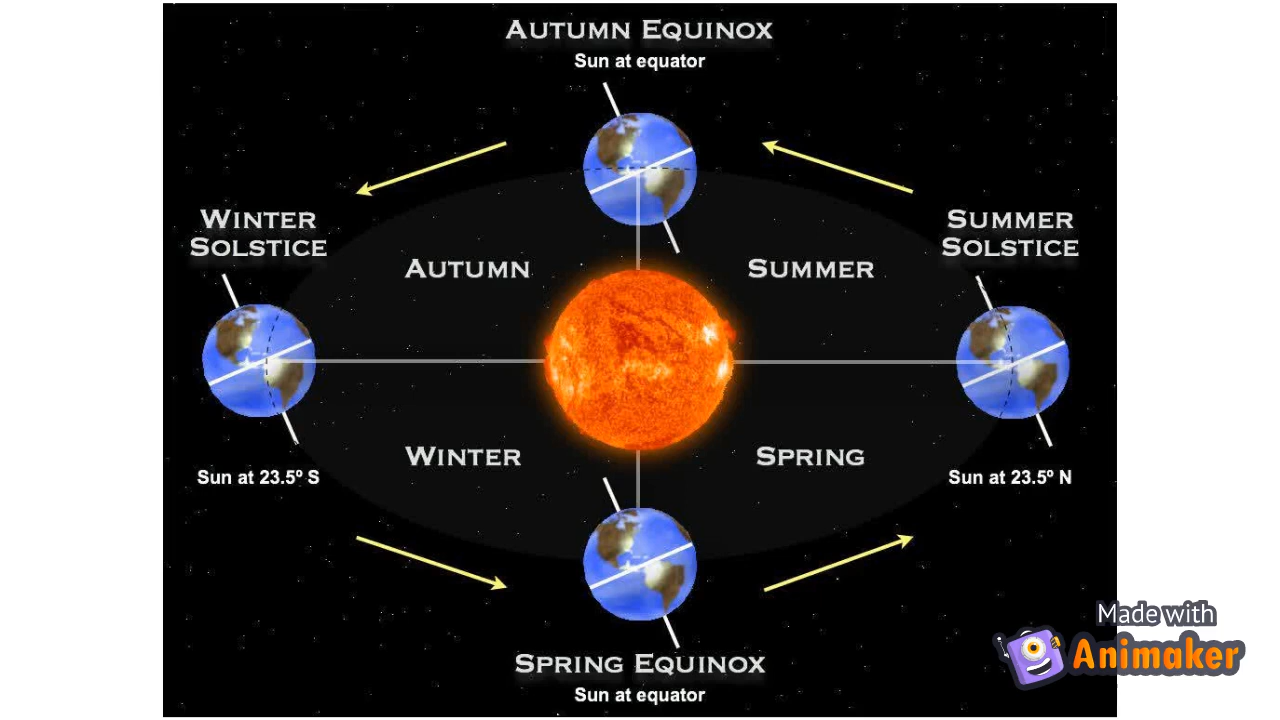 AUTUMN EQUINOX
Sun at equator
WINTER
SOLSTICE
SUMMER
SOLSTICE
AUTUMN
SUMMER
WINTER
SPRING
Sun at 23.5º S
Sun at 23.5º N
SPRING EQUINOX
Sun at equator
Made with
Animaker